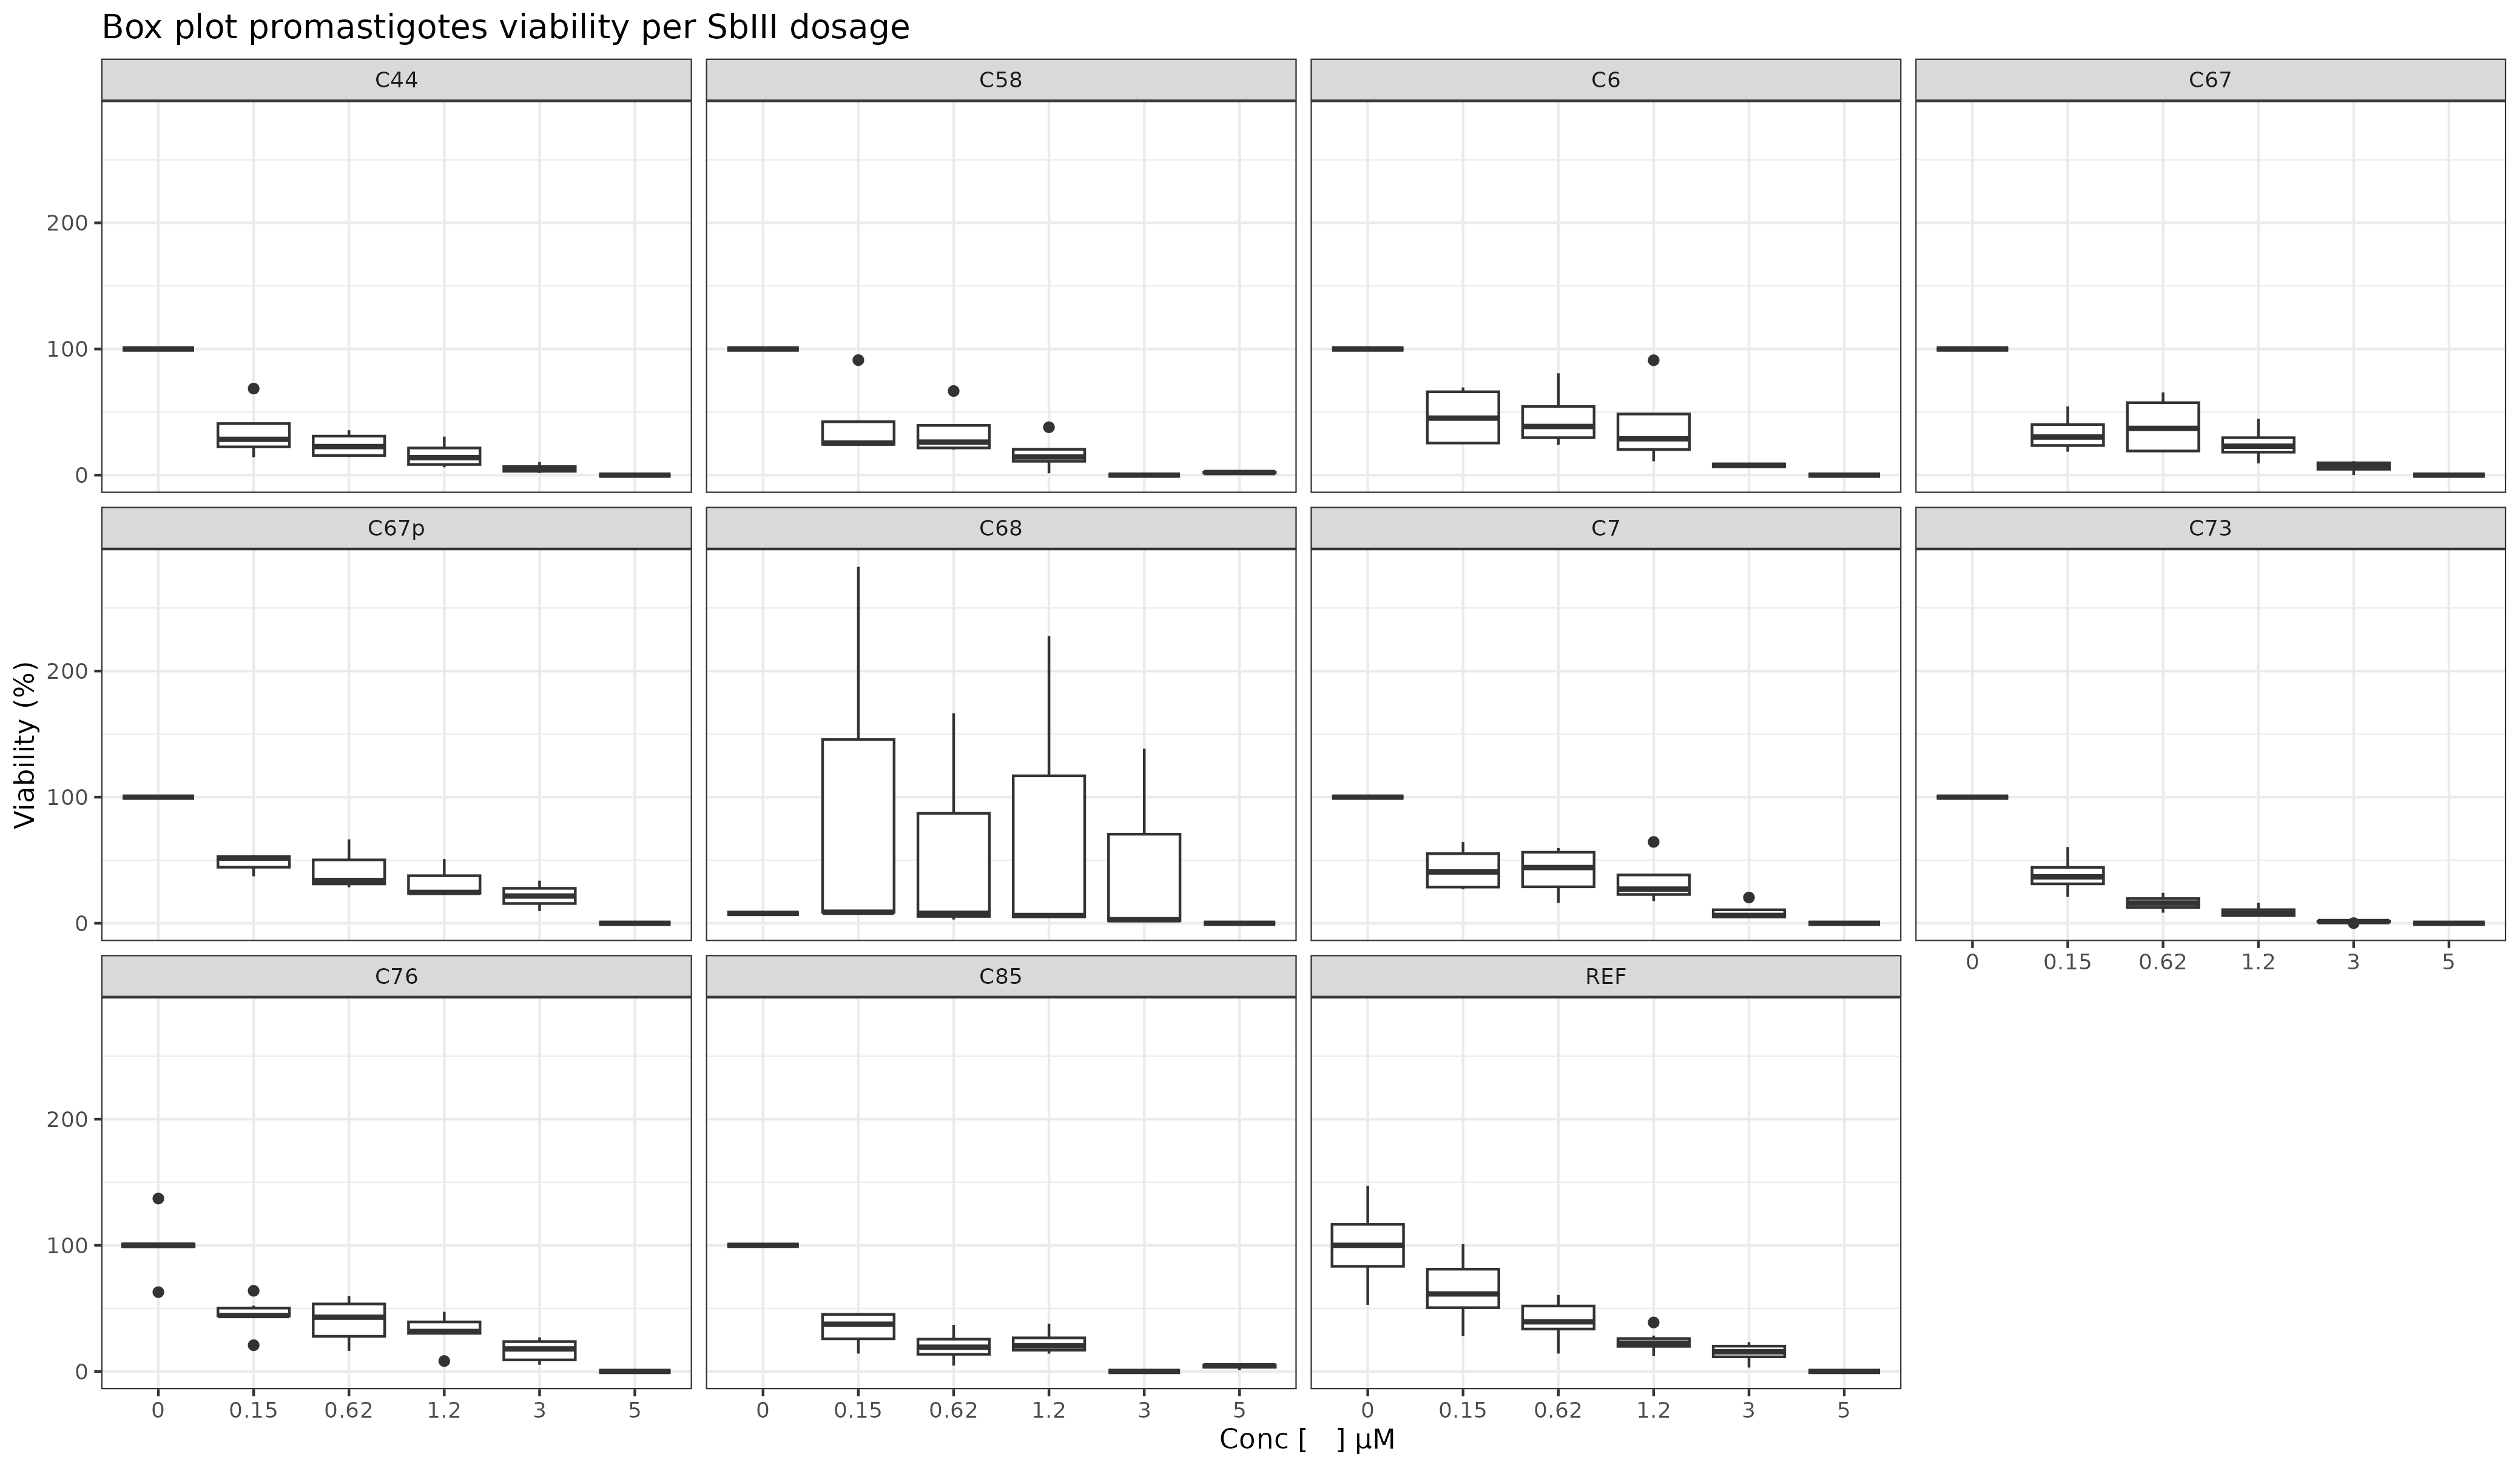 Box plot promastigotes viability per SbIII dosage
C44 C58 C6 C67
200
100
0
C67p C68 C7 C73
Viability (%)
200
100
0
0 0.15 0.62 1.2 3 5
C76 C85 REF
200
100
0
0 0.15 0.62 1.2 3 5 0 0.15 0.62 1.2 3 5 0 0.15 0.62 1.2 3 5
Conc [ ] µM